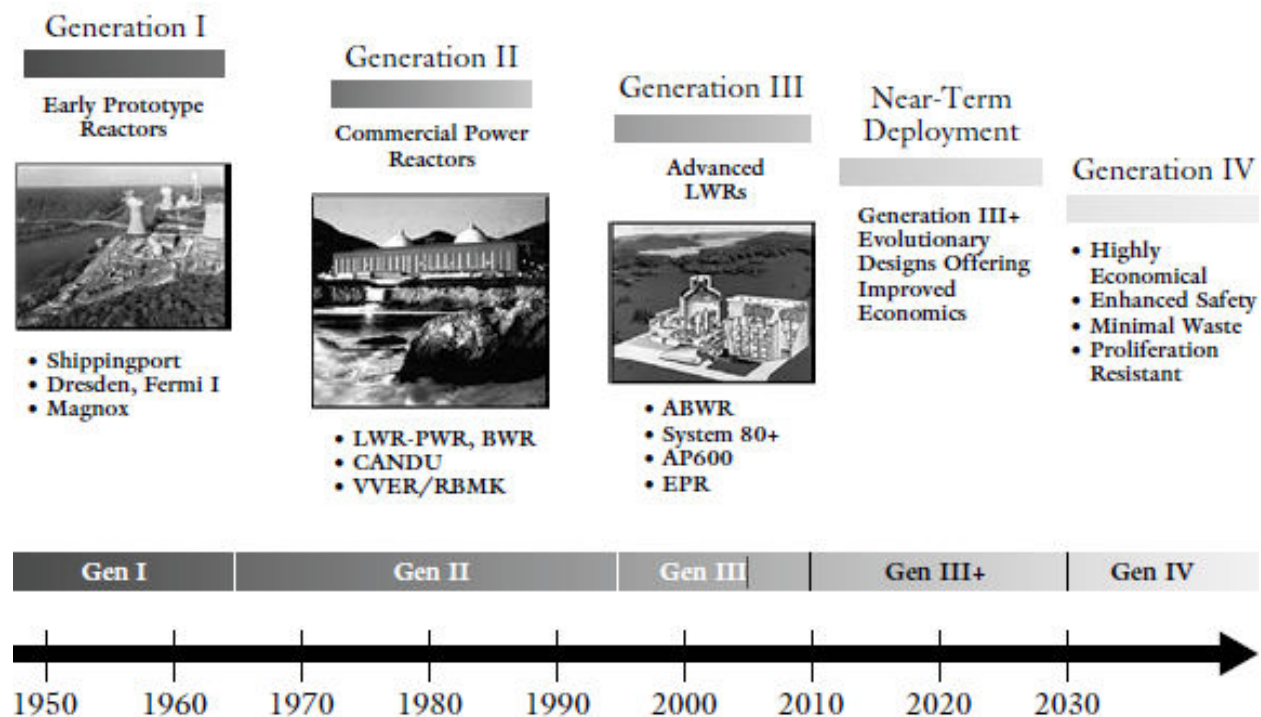 Generation I
Early Prototype
Reactors
• Shippingport
• Dresden, Fermi I
• Magnox
Generation II
Commercial Power
Reactors
• LWR-PWR, BWR
• CANDU
• VVER/RBMK
Generation III
Advanced
LWRs
• ABWR
• System 80+
• AP600
• EPR
Near-Term
Deployment
Generation III+
Evolutionary
Designs Offering
Improved
Economics
Generation IV
• Highly
Economical
• Enhanced Safety
• Minimal Waste
• Proliferation
Resistant
Gen I
Gen II
Gen III
Gen III+
Gen IV
1950
1960
1970
1980
1990
2000
2010
2020
2030